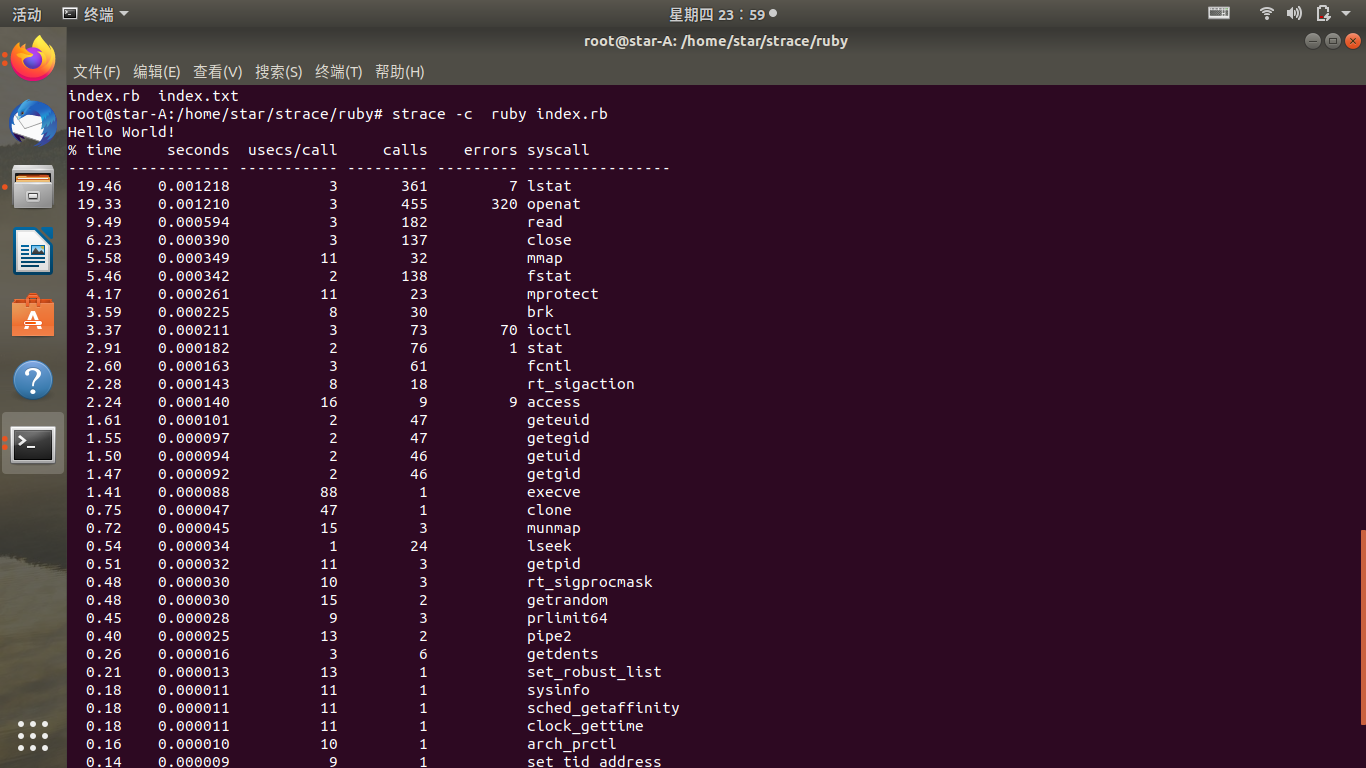 活动 终端 星期四 23：59
root@star-A: /home/star/strace/ruby
文件(F) 编辑(E) 查看(V) 搜索(S) 终端(T) 帮助(H)
index.rb  index.txt
root@star-A:/home/star/strace/ruby# strace -c  ruby index.rb
Hello World!
% time     seconds  usecs/call     calls    errors syscall
------ ----------- ----------- --------- --------- ----------------
 19.46    0.001218           3       361         7 lstat
 19.33    0.001210           3       455       320 openat
  9.49    0.000594           3       182           read
  6.23    0.000390           3       137           close
  5.58    0.000349          11        32           mmap
  5.46    0.000342           2       138           fstat
  4.17    0.000261          11        23           mprotect
  3.59    0.000225           8        30           brk
  3.37    0.000211           3        73        70 ioctl
  2.91    0.000182           2        76         1 stat
  2.60    0.000163           3        61           fcntl
  2.28    0.000143           8        18           rt_sigaction
  2.24    0.000140          16         9         9 access
  1.61    0.000101           2        47           geteuid
  1.55    0.000097           2        47           getegid
  1.50    0.000094           2        46           getuid
  1.47    0.000092           2        46           getgid
  1.41    0.000088          88         1           execve
  0.75    0.000047          47         1           clone
  0.72    0.000045          15         3           munmap
  0.54    0.000034           1        24           lseek
  0.51    0.000032          11         3           getpid
  0.48    0.000030          10         3           rt_sigprocmask
  0.48    0.000030          15         2           getrandom
  0.45    0.000028           9         3           prlimit64
  0.40    0.000025          13         2           pipe2
  0.26    0.000016           3         6           getdents
  0.21    0.000013          13         1           set_robust_list
  0.18    0.000011          11         1           sysinfo
  0.18    0.000011          11         1           sched_getaffinity
  0.18    0.000011          11         1           clock_gettime
  0.16    0.000010          10         1           arch_prctl
  0.14    0.000009           9         1           set_tid_address